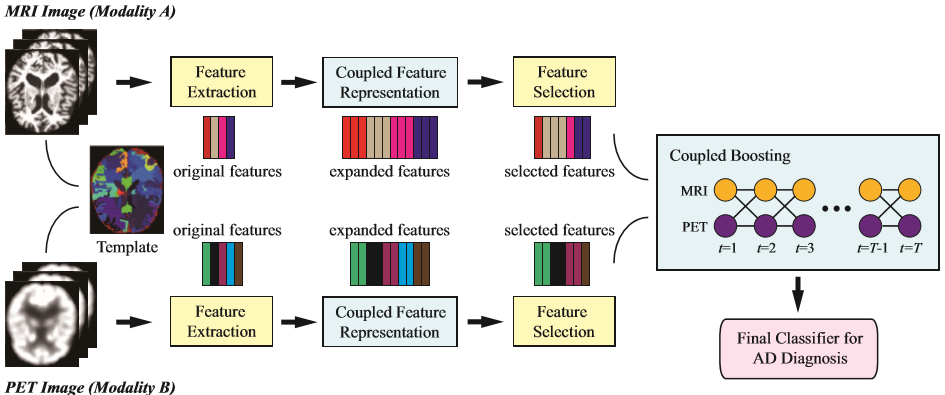 MRI Image (Modality A)
Feature
Extraction
Coupled Feature
Representation
Feature
Selection
original features
expanded features
selected features
Template
Coupled Boosting
MRI
PET
t=1
t=2
t=3
t=T-1
t=T
original features
expanded features
selected features
Feature
Extraction
Coupled Feature
Representation
Feature
Selection
Final Classifier for
AD Diagnosis
PET Image (Modality B)